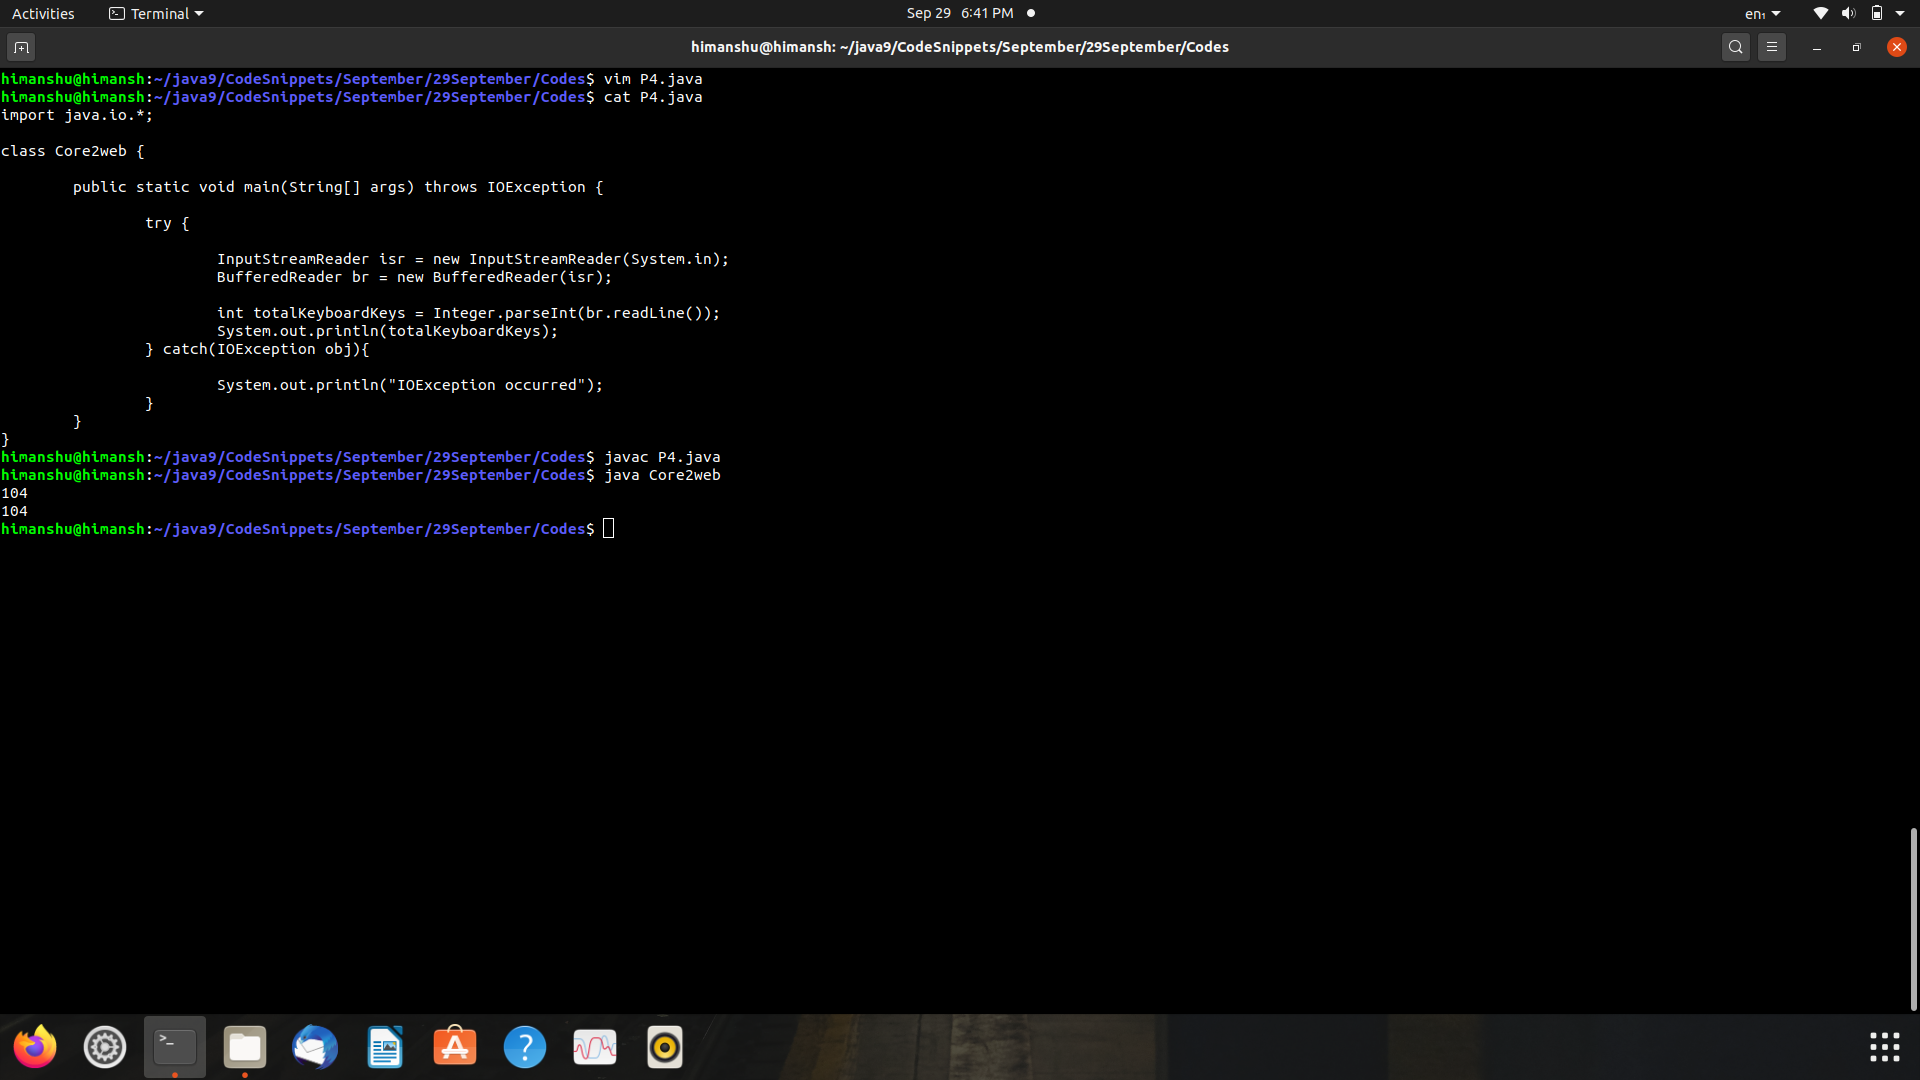 Activities
Terminal
Sep 29 6:41 PM
en₁
himanshu@himansh: ~/java9/CodeSnippets/September/29September/Codes
himanshu@himansh:~/java9/CodeSnippets/September/29September/Codes$ vim P4.java
himanshu@himansh:~/java9/CodeSnippets/September/29September/Codes$ cat P4.java
import java.io.*;
class Core2web {
        public static void main(String[] args) throws IOException {
                try {
                        InputStreamReader isr = new InputStreamReader(System.in);
                        BufferedReader br = new BufferedReader(isr);
                        int totalKeyboardKeys = Integer.parseInt(br.readLine());
                        System.out.println(totalKeyboardKeys);
                } catch(IOException obj){
                        System.out.println("IOException occurred");
                }
        }
}
himanshu@himansh:~/java9/CodeSnippets/September/29September/Codes$ javac P4.java
himanshu@himansh:~/java9/CodeSnippets/September/29September/Codes$ java Core2web
104
104
himanshu@himansh:~/java9/CodeSnippets/September/29September/Codes$